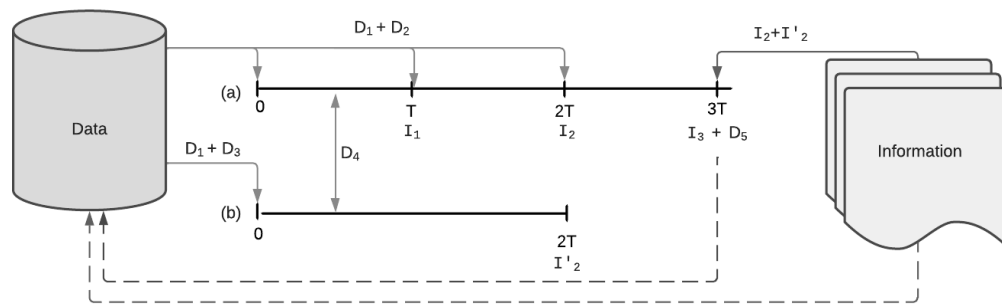 D₁ + D₂
I₂+I'₂
(a)
0
T
2T
3T
I₁
I₂
I₃ + D₅
Data
Information
D₁ + D₃
D₄
(b)
0
2T
I'₂